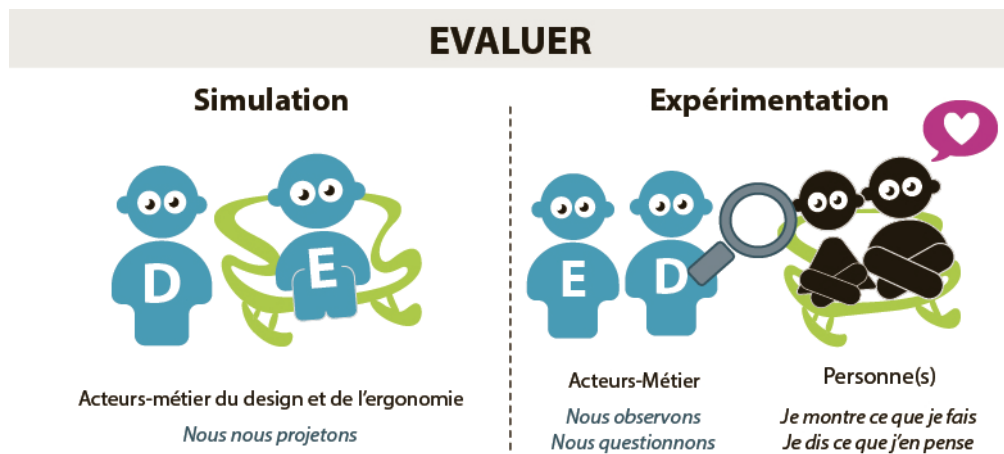 EVALUER
Simulation
D
E
Acteurs-métier du design et de l'ergonomie
Nous nous projetons
Expérimentation
E
D
Acteurs-Métier
Nous observons
Nous questionnons
Personne(s)
Je montre ce que je fais
Je dis ce que j'en pense